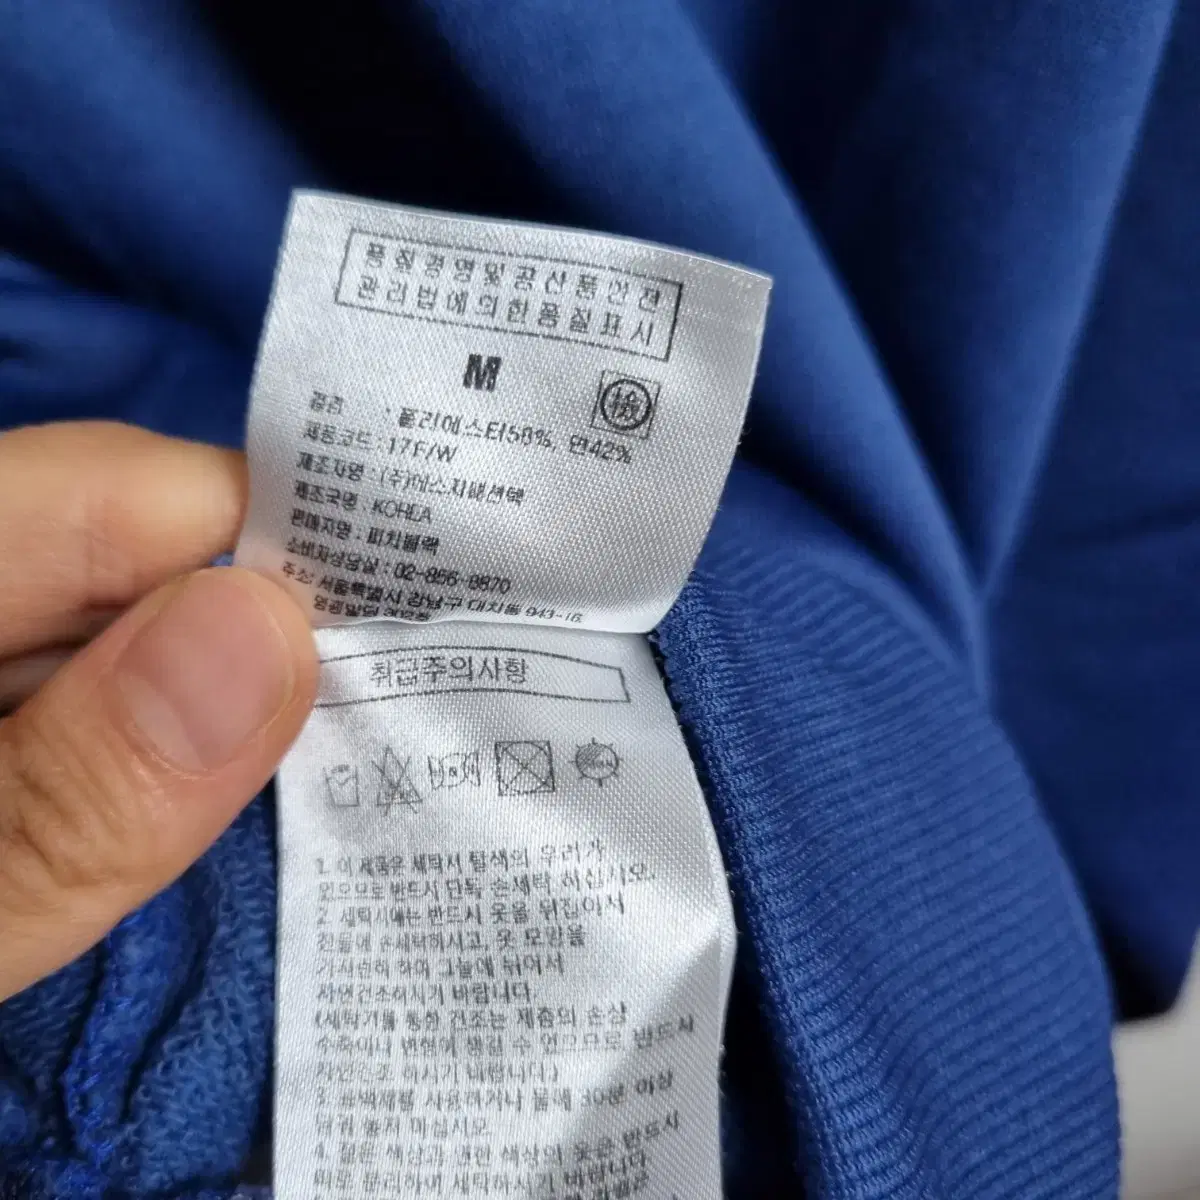 품질경영및공산품안전
관리법에의한품질표시
M
검
겉감 : 폴리에스터58%, 면42%
제품코드 : 17F/W
제조자명 : (주)에스지패션텍
제조국명 : KOREA
판매자명 : 피치블랙
소비자상담실 : 02-856-8870
주소: 서울특별시 강남구 대치동 943-16
영광빌딩
취급주의사항
1. 이 제품은 세탁시 탈색의 우려가
있으므로 반드시 단독 손세탁 하십시오.
2. 세탁시에는 반드시 옷을 뒤집어서
찬물에 손세탁하시고, 옷 모양을
가지런히 하여 그늘에 뉘어서
자연건조하시기 바랍니다.
(세탁기를 통한 건조는 제품의 손상
수축이나 변형이 생길 수 있으므로 반드시
자연건조 하시기 바랍니다.)
3. 표백제를 사용하거나 물에 30분 이상
담궈 놓지 마십시오
4. 짙은 색상과 연한 색상의 옷은 반드시
따로 분리하여 세탁하시기 바랍니다